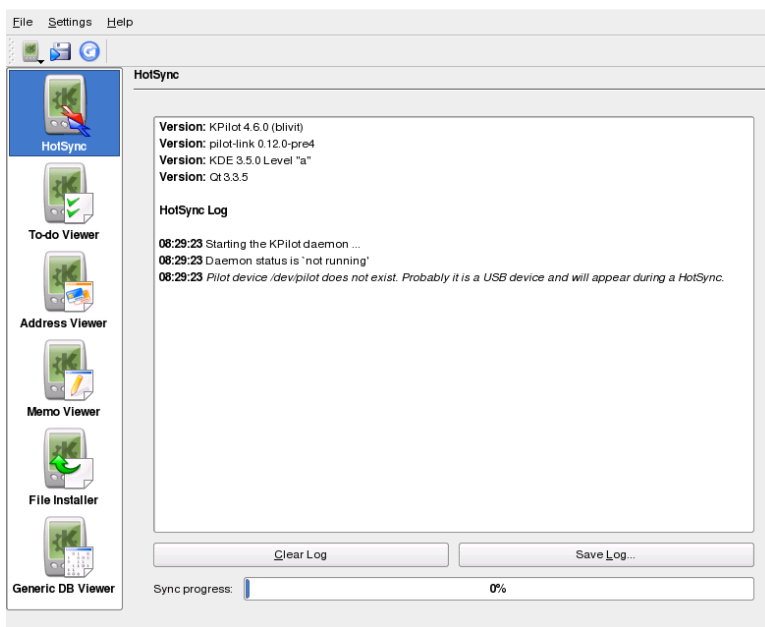 File Settings Help
HotSync
HotSync
To-do Viewer
Address Viewer
Memo Viewer
File Installer
Generic DB Viewer
Version: KPilot 4.6.0 (blivit)
Version: pilot-link 0.12.0-pre4
Version: KDE 3.5.0 Level "a"
Version: Qt 3.3.5
HotSync Log
08:29:23 Starting the KPilot daemon ...
08:29:23 Daemon status is `not running'
08:29:23 Pilot device /dev/pilot does not exist. Probably it is a USB device and will appear during a HotSync.
Clear Log
Save Log...
Sync progress: 0%